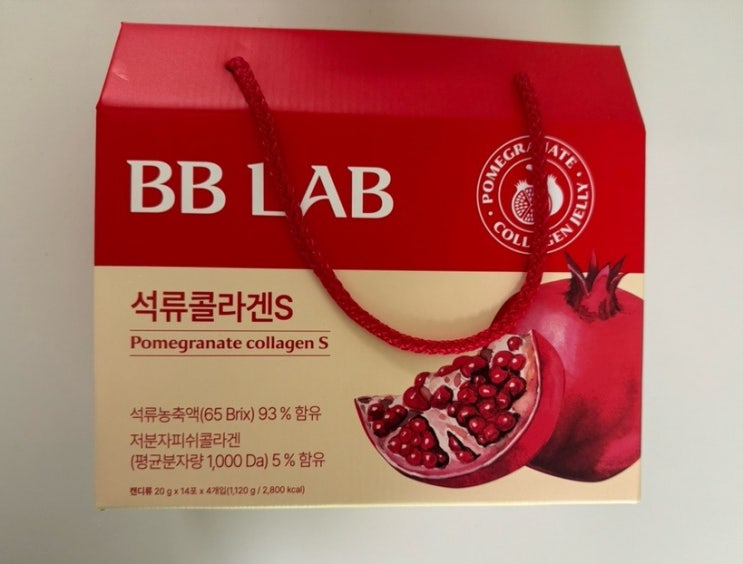 BB LAB
POMEGRANATE · COLLAGEN JELLY ·
석류콜라겐S
Pomegranate collagen S
석류농축액(65 Brix) 93 % 함유
저분자피쉬콜라겐
(평균분자량 1,000 Da) 5 % 함유
캔디류 20 g x 14포 x 4개입(1,120 g / 2,800 kcal)